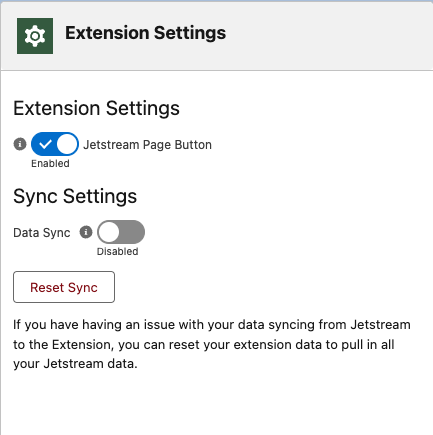 Extension Settings
Extension Settings
Jetstream Page Button
Enabled
Sync Settings
Data Sync
Disabled
Reset Sync
If you have having an issue with your data syncing from Jetstream
to the Extension, you can reset your extension data to pull in all
your Jetstream data.